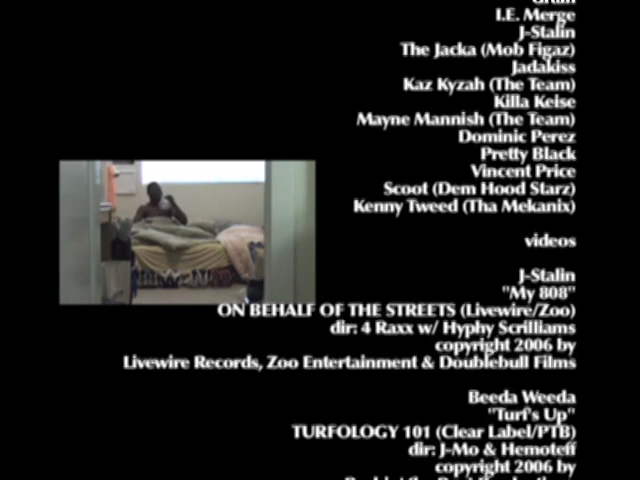 I.E. Merge
J-Stalin
The Jacka (Mob Figaz)
Jadakiss
Kaz Kyzah (The Team)
Killa Keise
Mayne Mannish (The Team)
Dominic Perez
Pretty Black
Vincent Price
Scoot (Dem Hood Starz)
Kenny Tweed (Tha Mekanix)
videos
J-Stalin
"My 808"
ON BEHALF OF THE STREETS (Livewire/Zoo)
dir: 4 Raxx w/ Hyphy Scrilliams
copyright 2006 by
Livewire Records, Zoo Entertainment & Doublebull Films
Beeda Weeda
"Turf's Up"
TURFOLOGY 101 (Clear Label/PTB)
dir: J-Mo & Hemoteff
copyright 2006 by